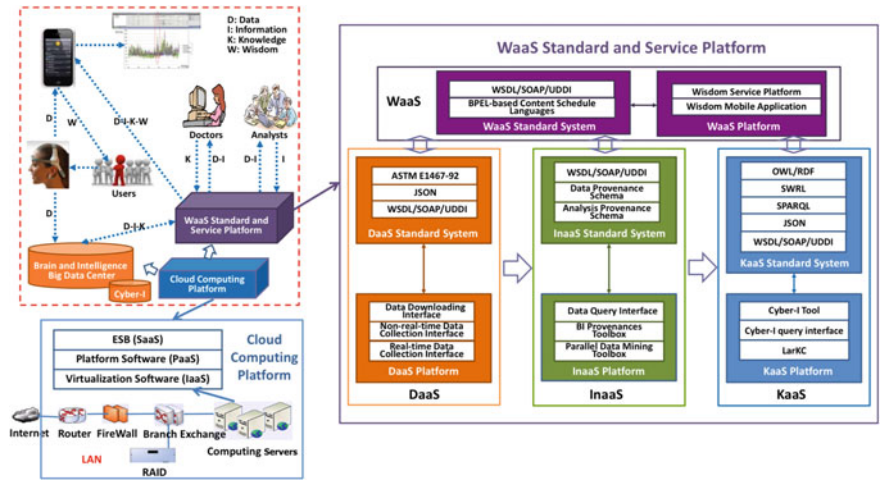 D: Data
I: Information
K: Knowledge
W: Wisdom
D
W
D-I-K-W
Doctors
Analysts
K
D-I
D-I
I
Users
D
D-I-K
WaaS Standard and
Service Platform
Brain and Intelligence
Big Data Center
Cyber-I
Cloud Computing
Platform
ESB (SaaS)
Platform Software (PaaS)
Virtualization Software (IaaS)
Cloud
Computing
Platform
Internet
Router
FireWall
Branch Exchange
Computing Servers
LAN
RAID
WaaS Standard and Service Platform
WaaS
WSDL/SOAP/UDDI
BPEL-based Content Schedule
Languages
WaaS Standard System
Wisdom Service Platform
Wisdom Mobile Application
WaaS Platform
ASTM E1467-92
JSON
WSDL/SOAP/UDDI
DaaS Standard System
Data Downloading
Interface
Non-real-time Data
Collection Interface
Real-time Data
Collection Interface
DaaS Platform
DaaS
WSDL/SOAP/UDDI
Data Provenance
Schema
Analysis Provenance
Schema
InaaS Standard System
Data Query Interface
BI Provenances
Toolbox
Parallel Data Mining
Toolbox
InaaS Platform
InaaS
OWL/RDF
SWRL
SPARQL
JSON
WSDL/SOAP/UDDI
KaaS Standard System
Cyber-I Tool
Cyber-I query interface
LarKC
KaaS Platform
KaaS